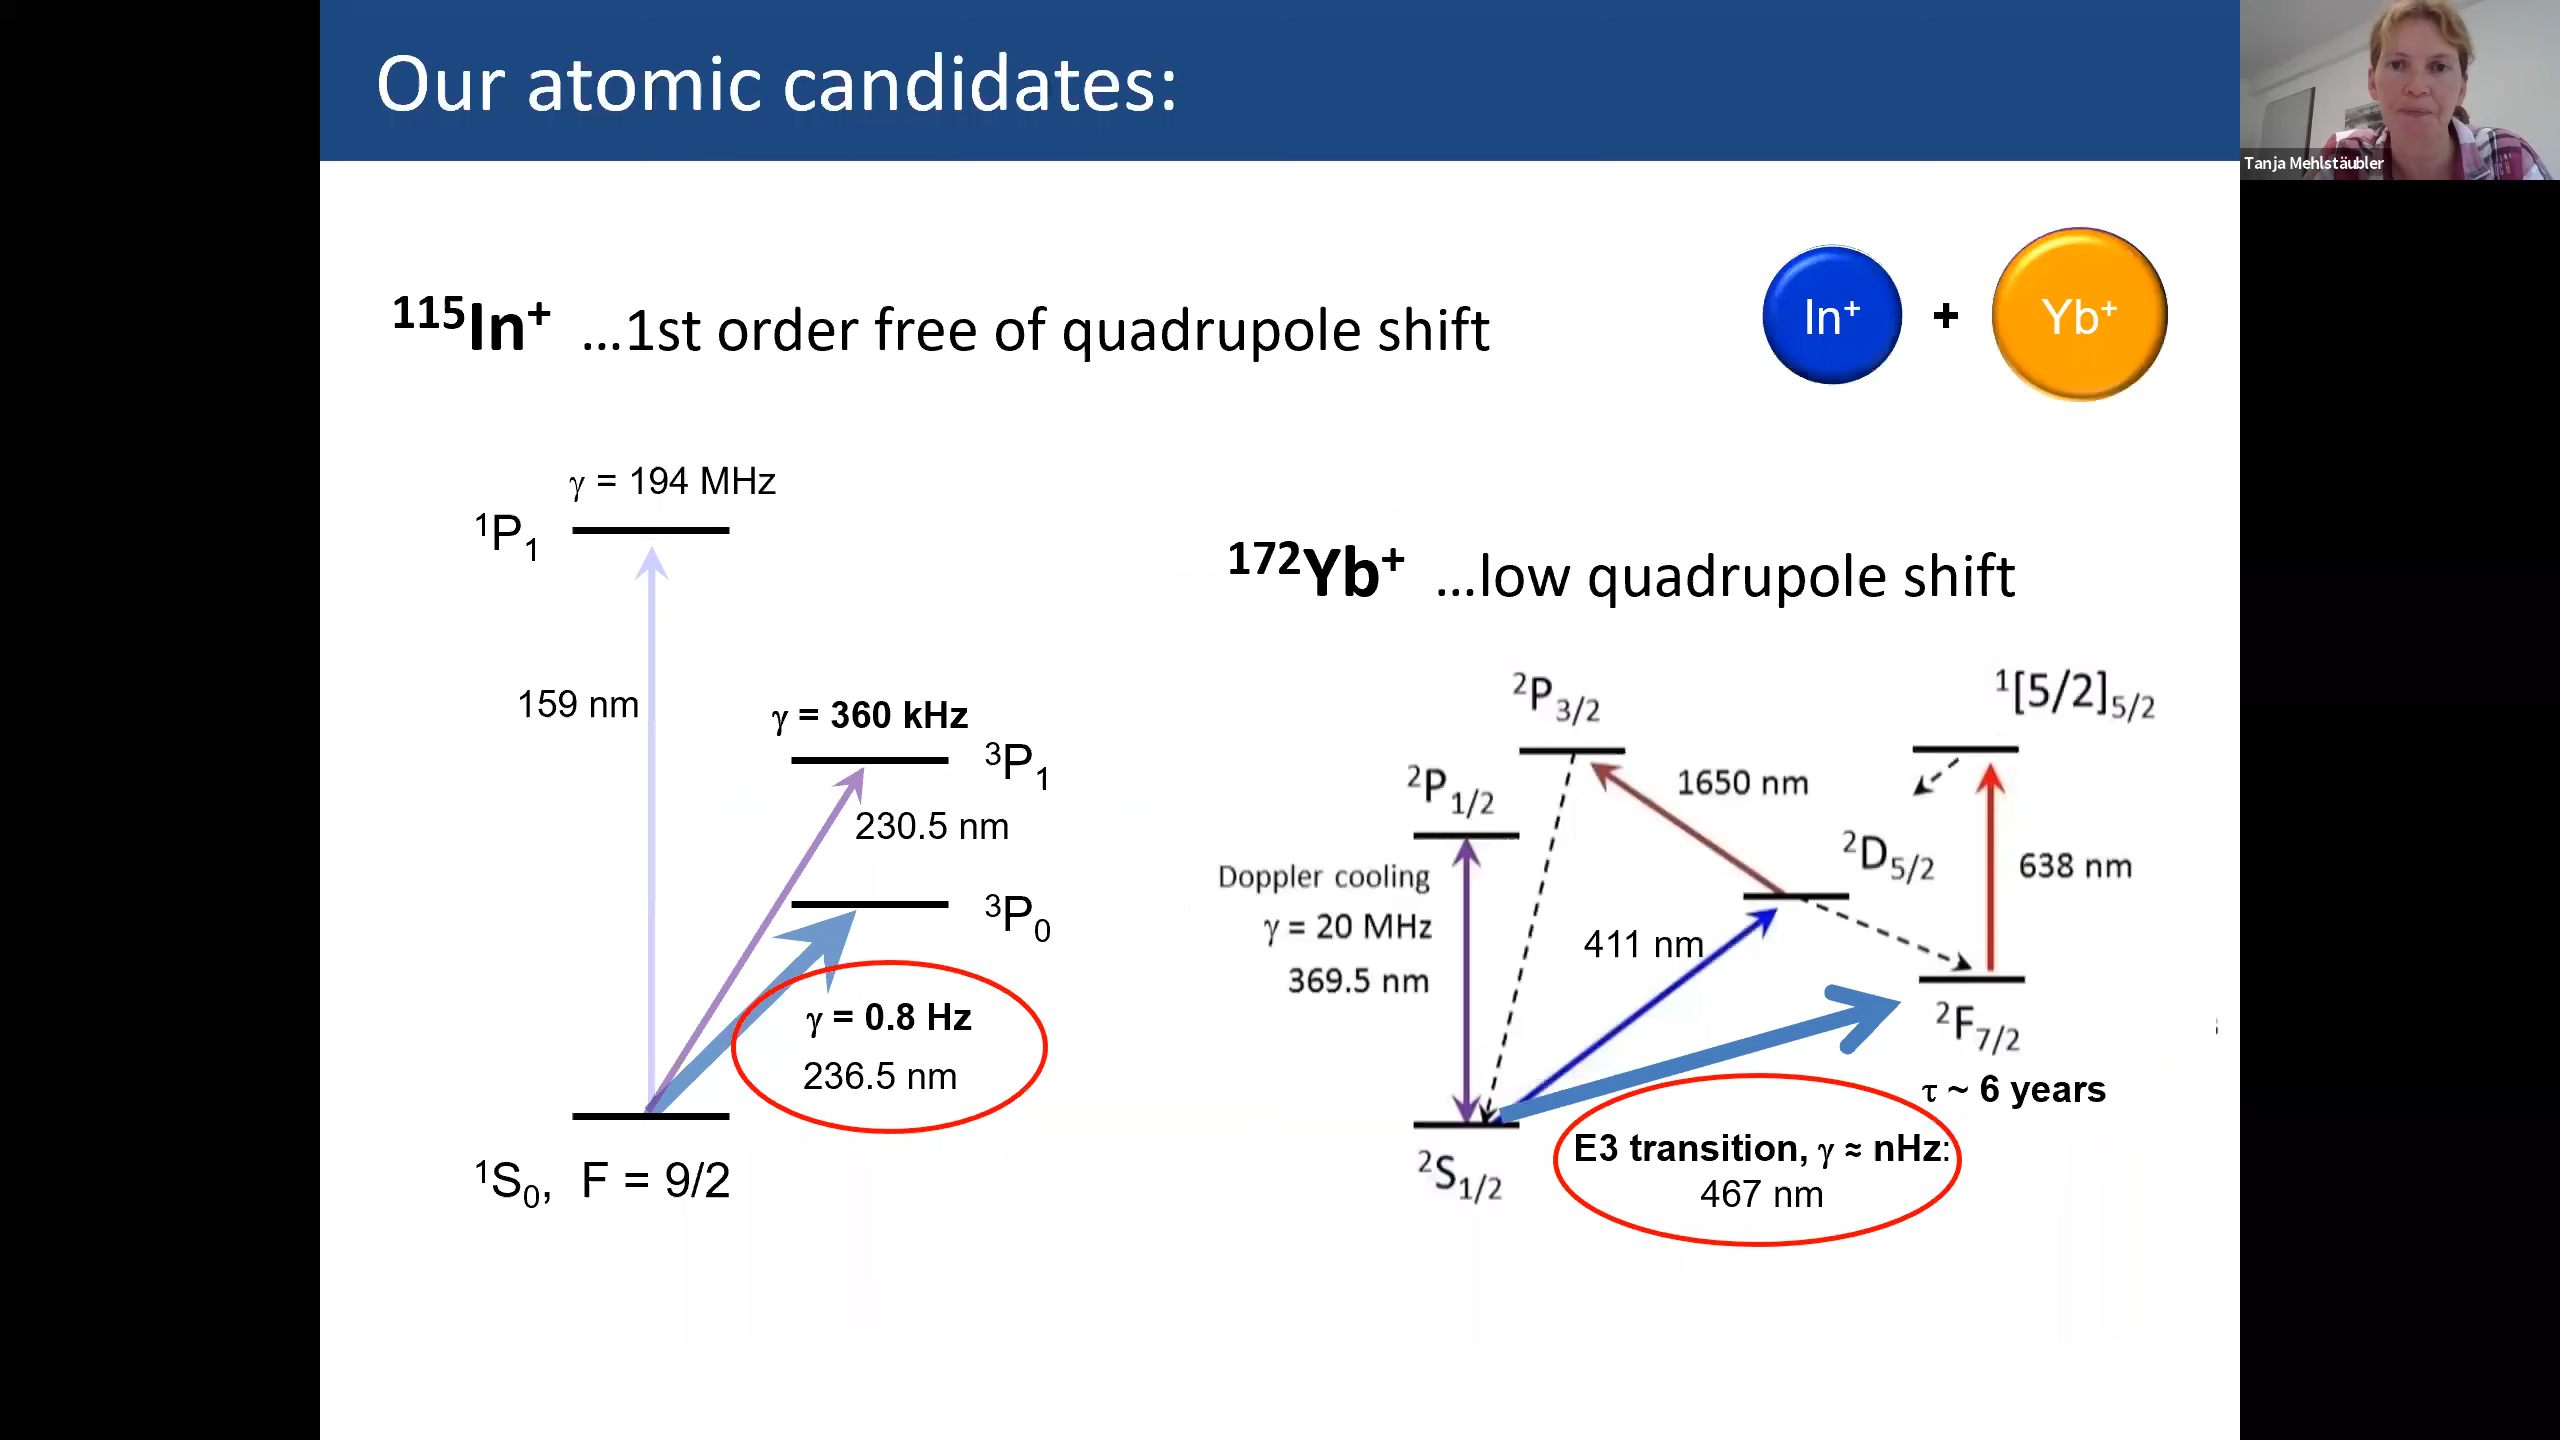 Our atomic candidates:
Tanja Mehlstäubler
¹¹⁵In⁺ ...1st order free of quadrupole shift
In⁺ + Yb⁺
γ = 194 MHz
¹P₁
159 nm
γ = 360 kHz
³P₁
230.5 nm
³P₀
γ = 0.8 Hz
236.5 nm
¹S₀, F = 9/2
¹⁷²Yb⁺ ...low quadrupole shift
²P₃/₂
¹[5/2]₅/₂
²P₁/₂
1650 nm
²D₅/₂
638 nm
Doppler cooling
γ = 20 MHz
369.5 nm
411 nm
²F₇/₂
τ ~ 6 years
E3 transition, γ ≈ nHz:
467 nm
²S₁/₂